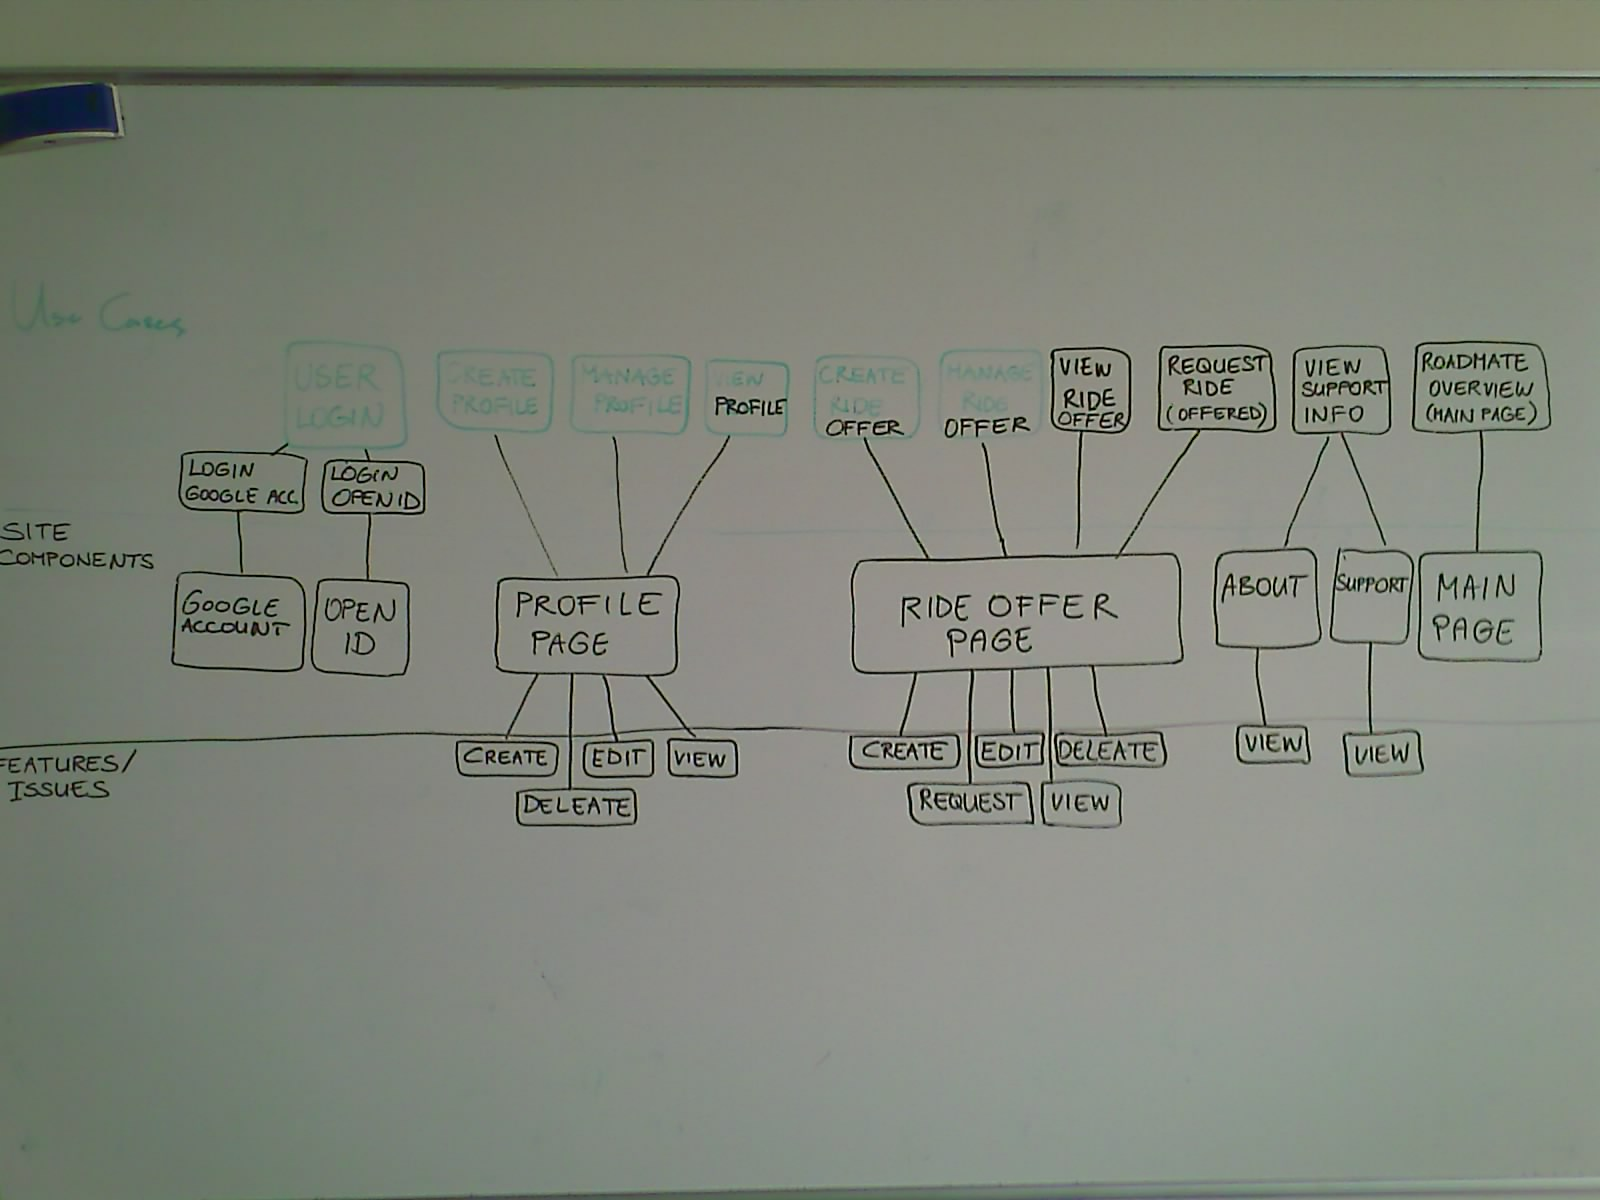 Use Cases
USER
LOGIN
CREATE
PROFILE
MANAGE
PROFILE
VIEW
PROFILE
CREATE
RIDE
OFFER
MANAGE
RIDE
OFFER
VIEW
RIDE
OFFER
REQUEST
RIDE
(OFFERED)
VIEW
SUPPORT
INFO
ROADMATE
OVERVIEW
(MAIN PAGE)
LOGIN
GOOGLE ACC.
LOGIN
OPEN ID
SITE
COMPONENTS
GOOGLE
ACCOUNT
OPEN
ID
PROFILE
PAGE
RIDE OFFER
PAGE
ABOUT
SUPPORT
MAIN
PAGE
FEATURES/
ISSUES
CREATE
DELEATE
EDIT
VIEW
CREATE
REQUEST
EDIT
VIEW
DELEATE
VIEW
VIEW